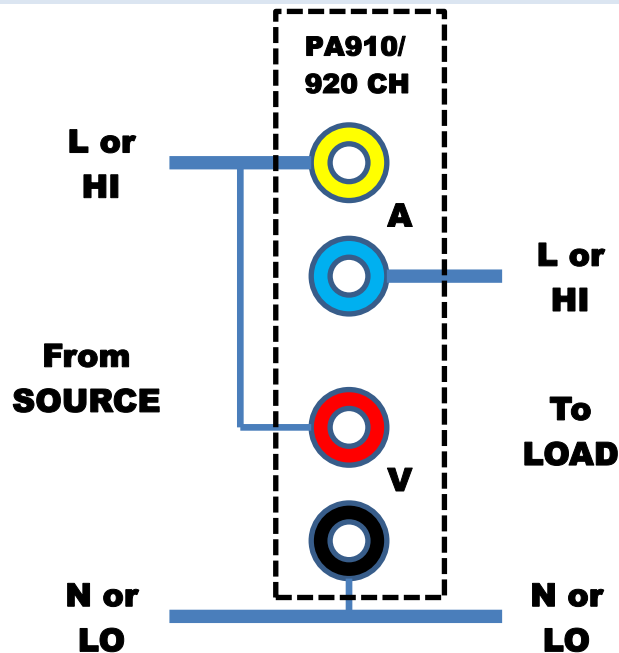 PA910/
920 CH
L or
HI
A
L or
HI
From
SOURCE
To
LOAD
V
N or
LO
N or
LO